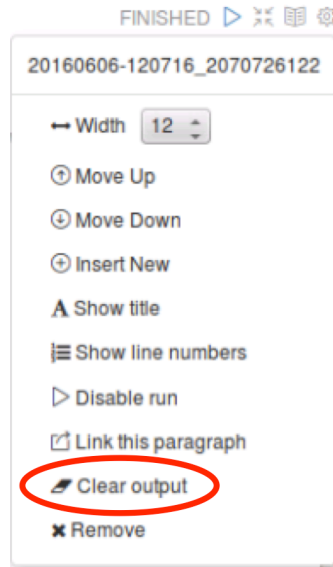 FINISHED
20160606-120716_2070726122
Width 12
Move Up
Move Down
Insert New
A Show title
Show line numbers
Disable run
Link this paragraph
Clear output
Remove